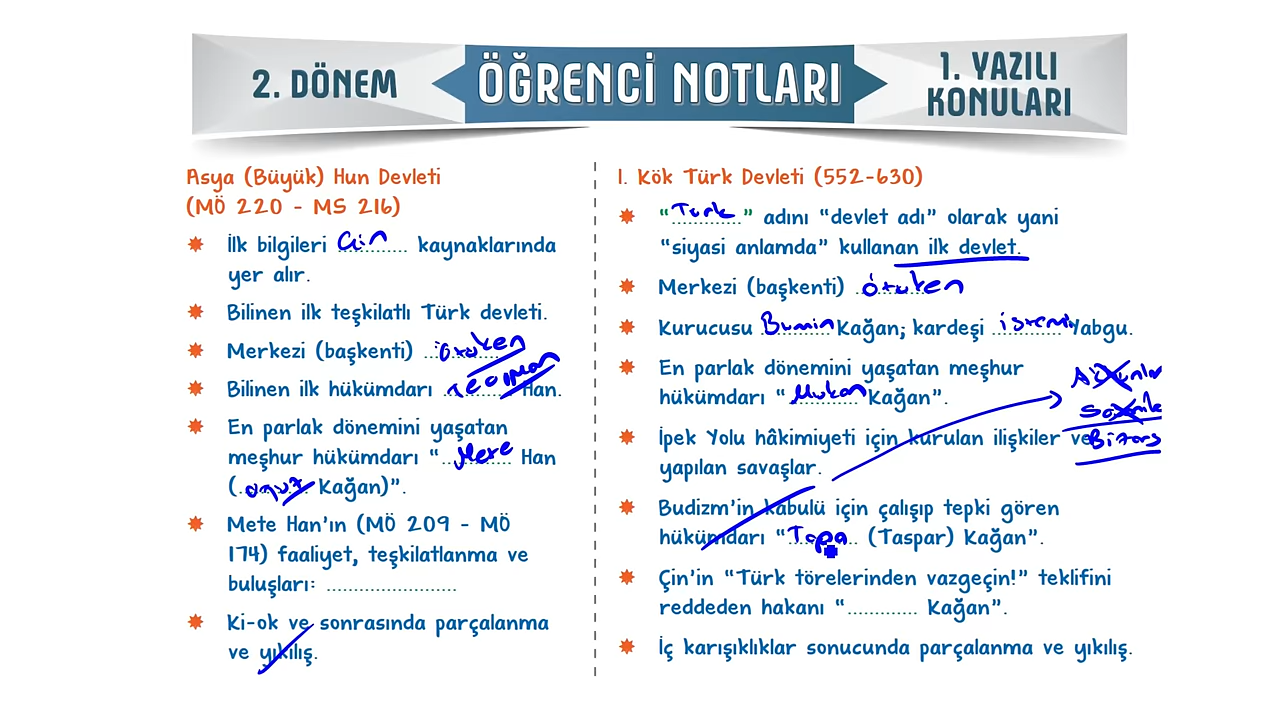 2. DÖNEM
ÖĞRENCİ NOTLARI
1. YAZILI
KONULARI
Asya (Büyük) Hun Devleti
(MÖ 220 - MS 216)
İlk bilgileri Çin kaynaklarında
yer alır.
Bilinen ilk teşkilatlı Türk devleti.
Merkezi (başkenti) Ötüken
Bilinen ilk hükümdarı Teoman Han.
En parlak dönemini yaşatan
meşhur hükümdarı “Mete Han
(Oğuz Kağan)”.
Mete Han’ın (MÖ 209 - MÖ
174) faaliyet, teşkilatlanma ve
buluşları: ........................
Ki-ok ve sonrasında parçalanma
ve yıkılış.
I. Kök Türk Devleti (552-630)
“Türk” adını “devlet adı” olarak yani
“siyasi anlamda” kullanan ilk devlet.
Merkezi (başkenti) Ötüken
Kurucusu Bumin Kağan; kardeşi istemi Yabgu.
En parlak dönemini yaşatan meşhur
hükümdarı “Mukan Kağan”.
İpek Yolu hâkimiyeti için kurulan ilişkiler ve
yapılan savaşlar.
Bizans
Budizm’in kabulü için çalışıp tepki gören
hükümdarı “Tapo (Taspar) Kağan”.
Çin’in “Türk törelerinden vazgeçin!” teklifini
reddeden hakanı “............. Kağan”.
İç karışıklıklar sonucunda parçalanma ve yıkılış.